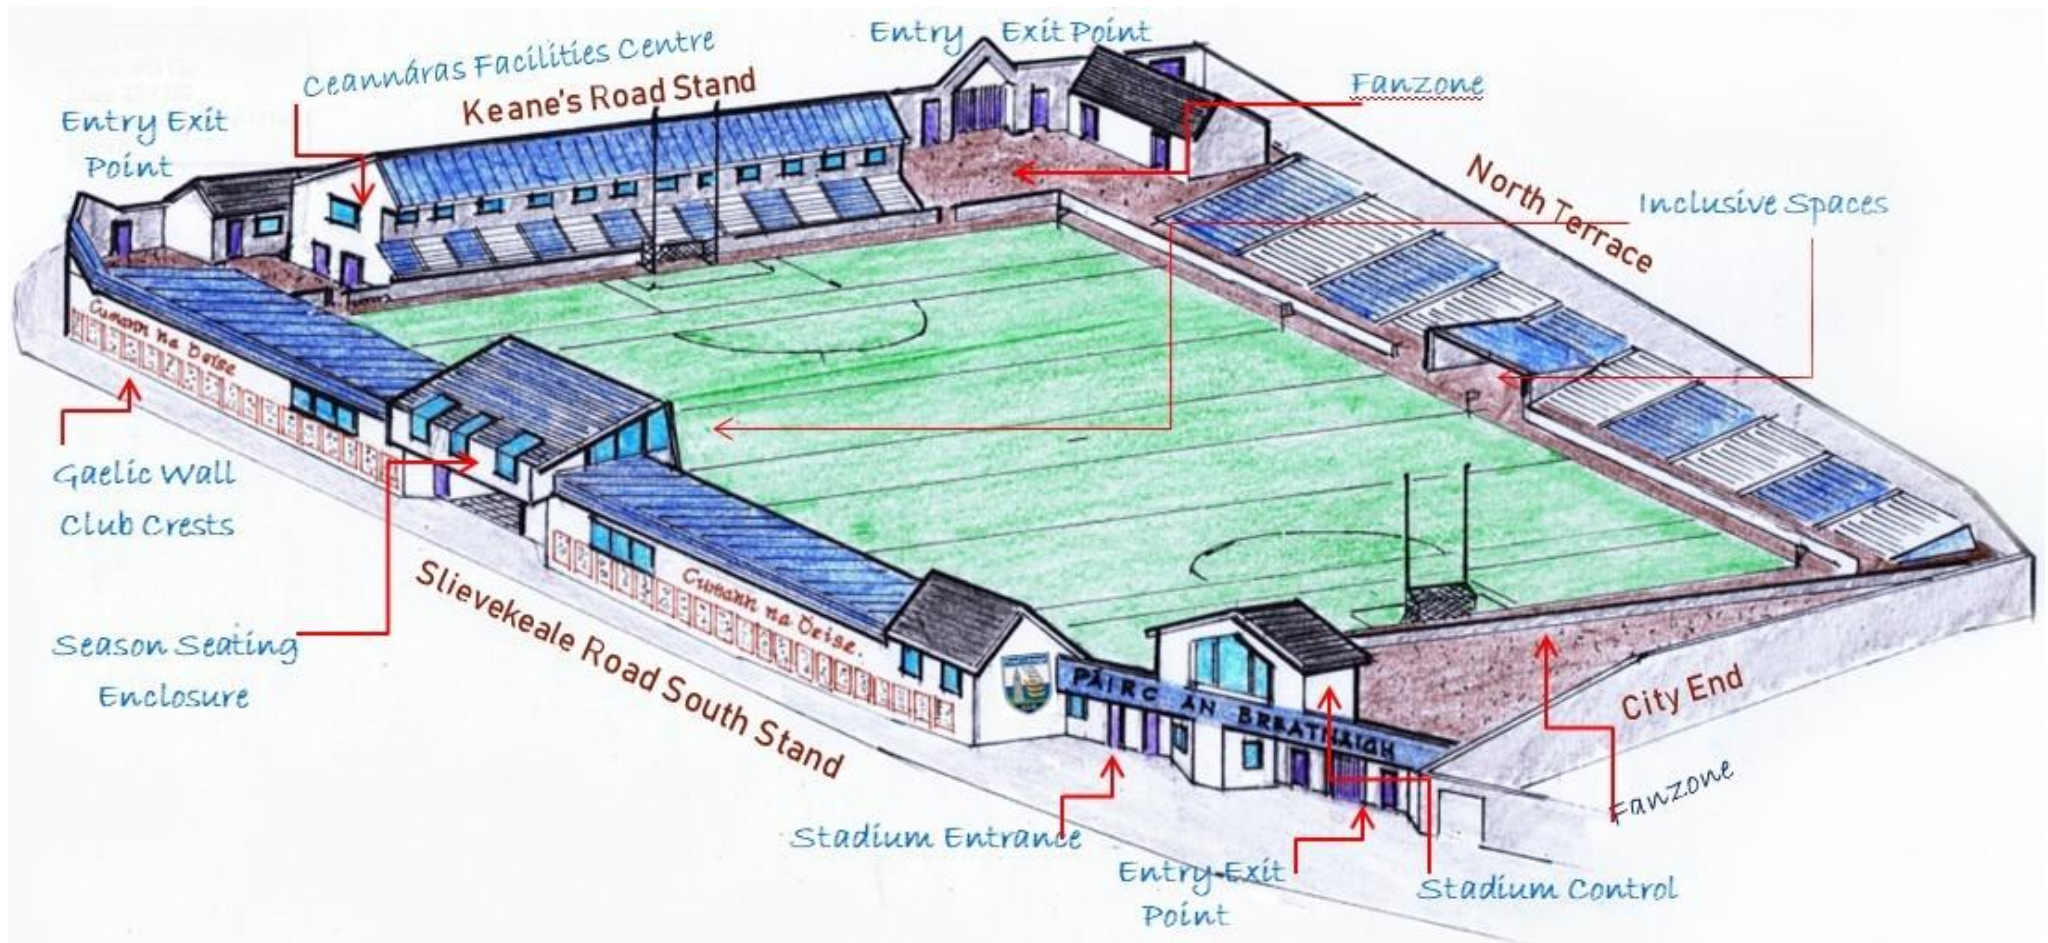 Entry Exit Point
Ceannáras Facilities Centre
Keane's Road Stand
Fanzone
Entry Exit
Point
North Terrace
Inclusive Spaces
Cumann na Deise
Gaelic Wall
Club Crests
Slievekeale Road South Stand
Cumann na Deise.
Season Seating
Enclosure
PÁIRC AN BREATNAIGH
City End
Fanzone
Stadium Entrance
Entry Exit
Point
Stadium Control